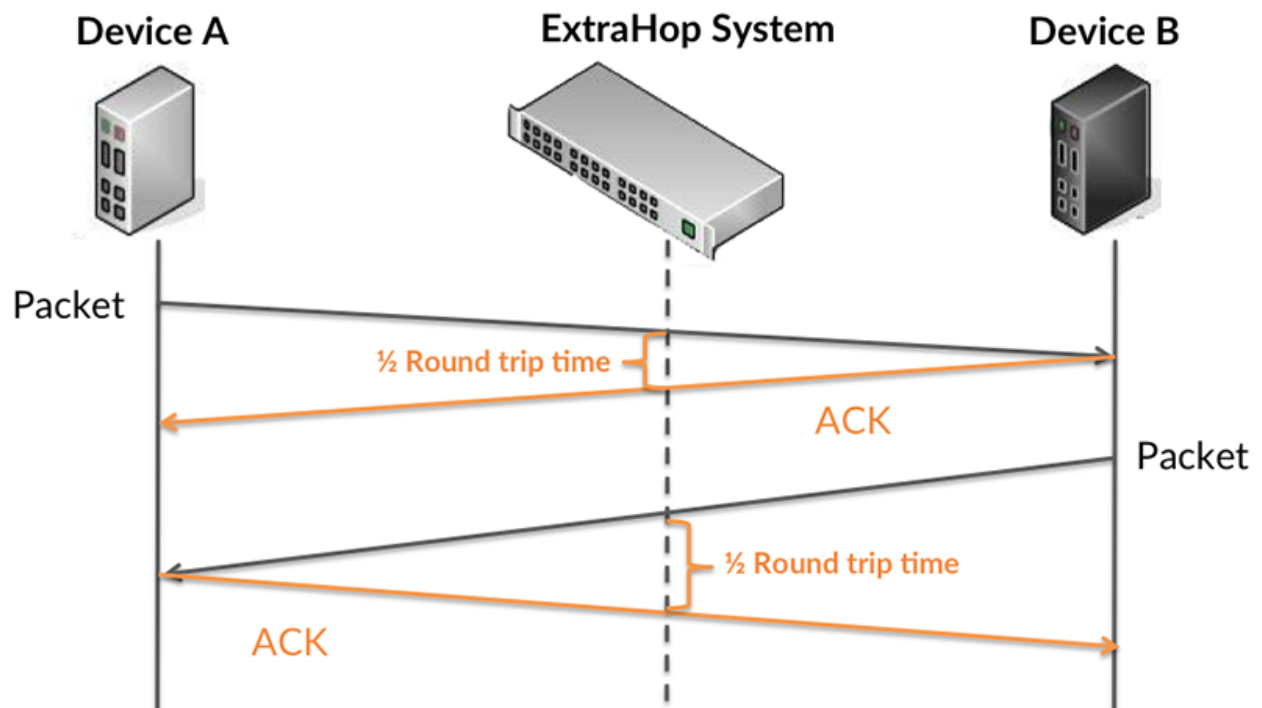 Device A
ExtraHop System
Device B
Packet
½ Round trip time
ACK
Packet
½ Round trip time
ACK